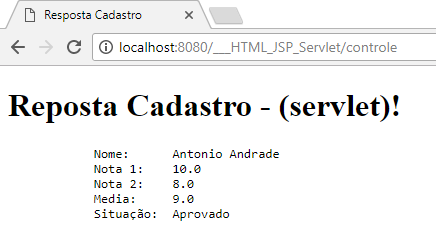 Resposta Cadastro
localhost:8080/___HTML_JSP_Servlet/controle
Reposta Cadastro - (servlet)!
Nome: Antonio Andrade
Nota 1: 10.0
Nota 2: 8.0
Media: 9.0
Situação: Aprovado